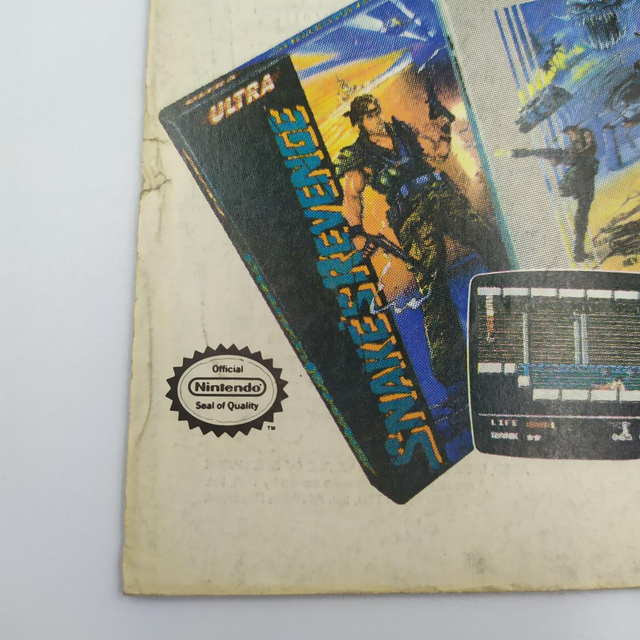 ULTRA
SNAKE'S REVENGE
Official
Nintendo
Seal of Quality
TM
LIFE
RANK